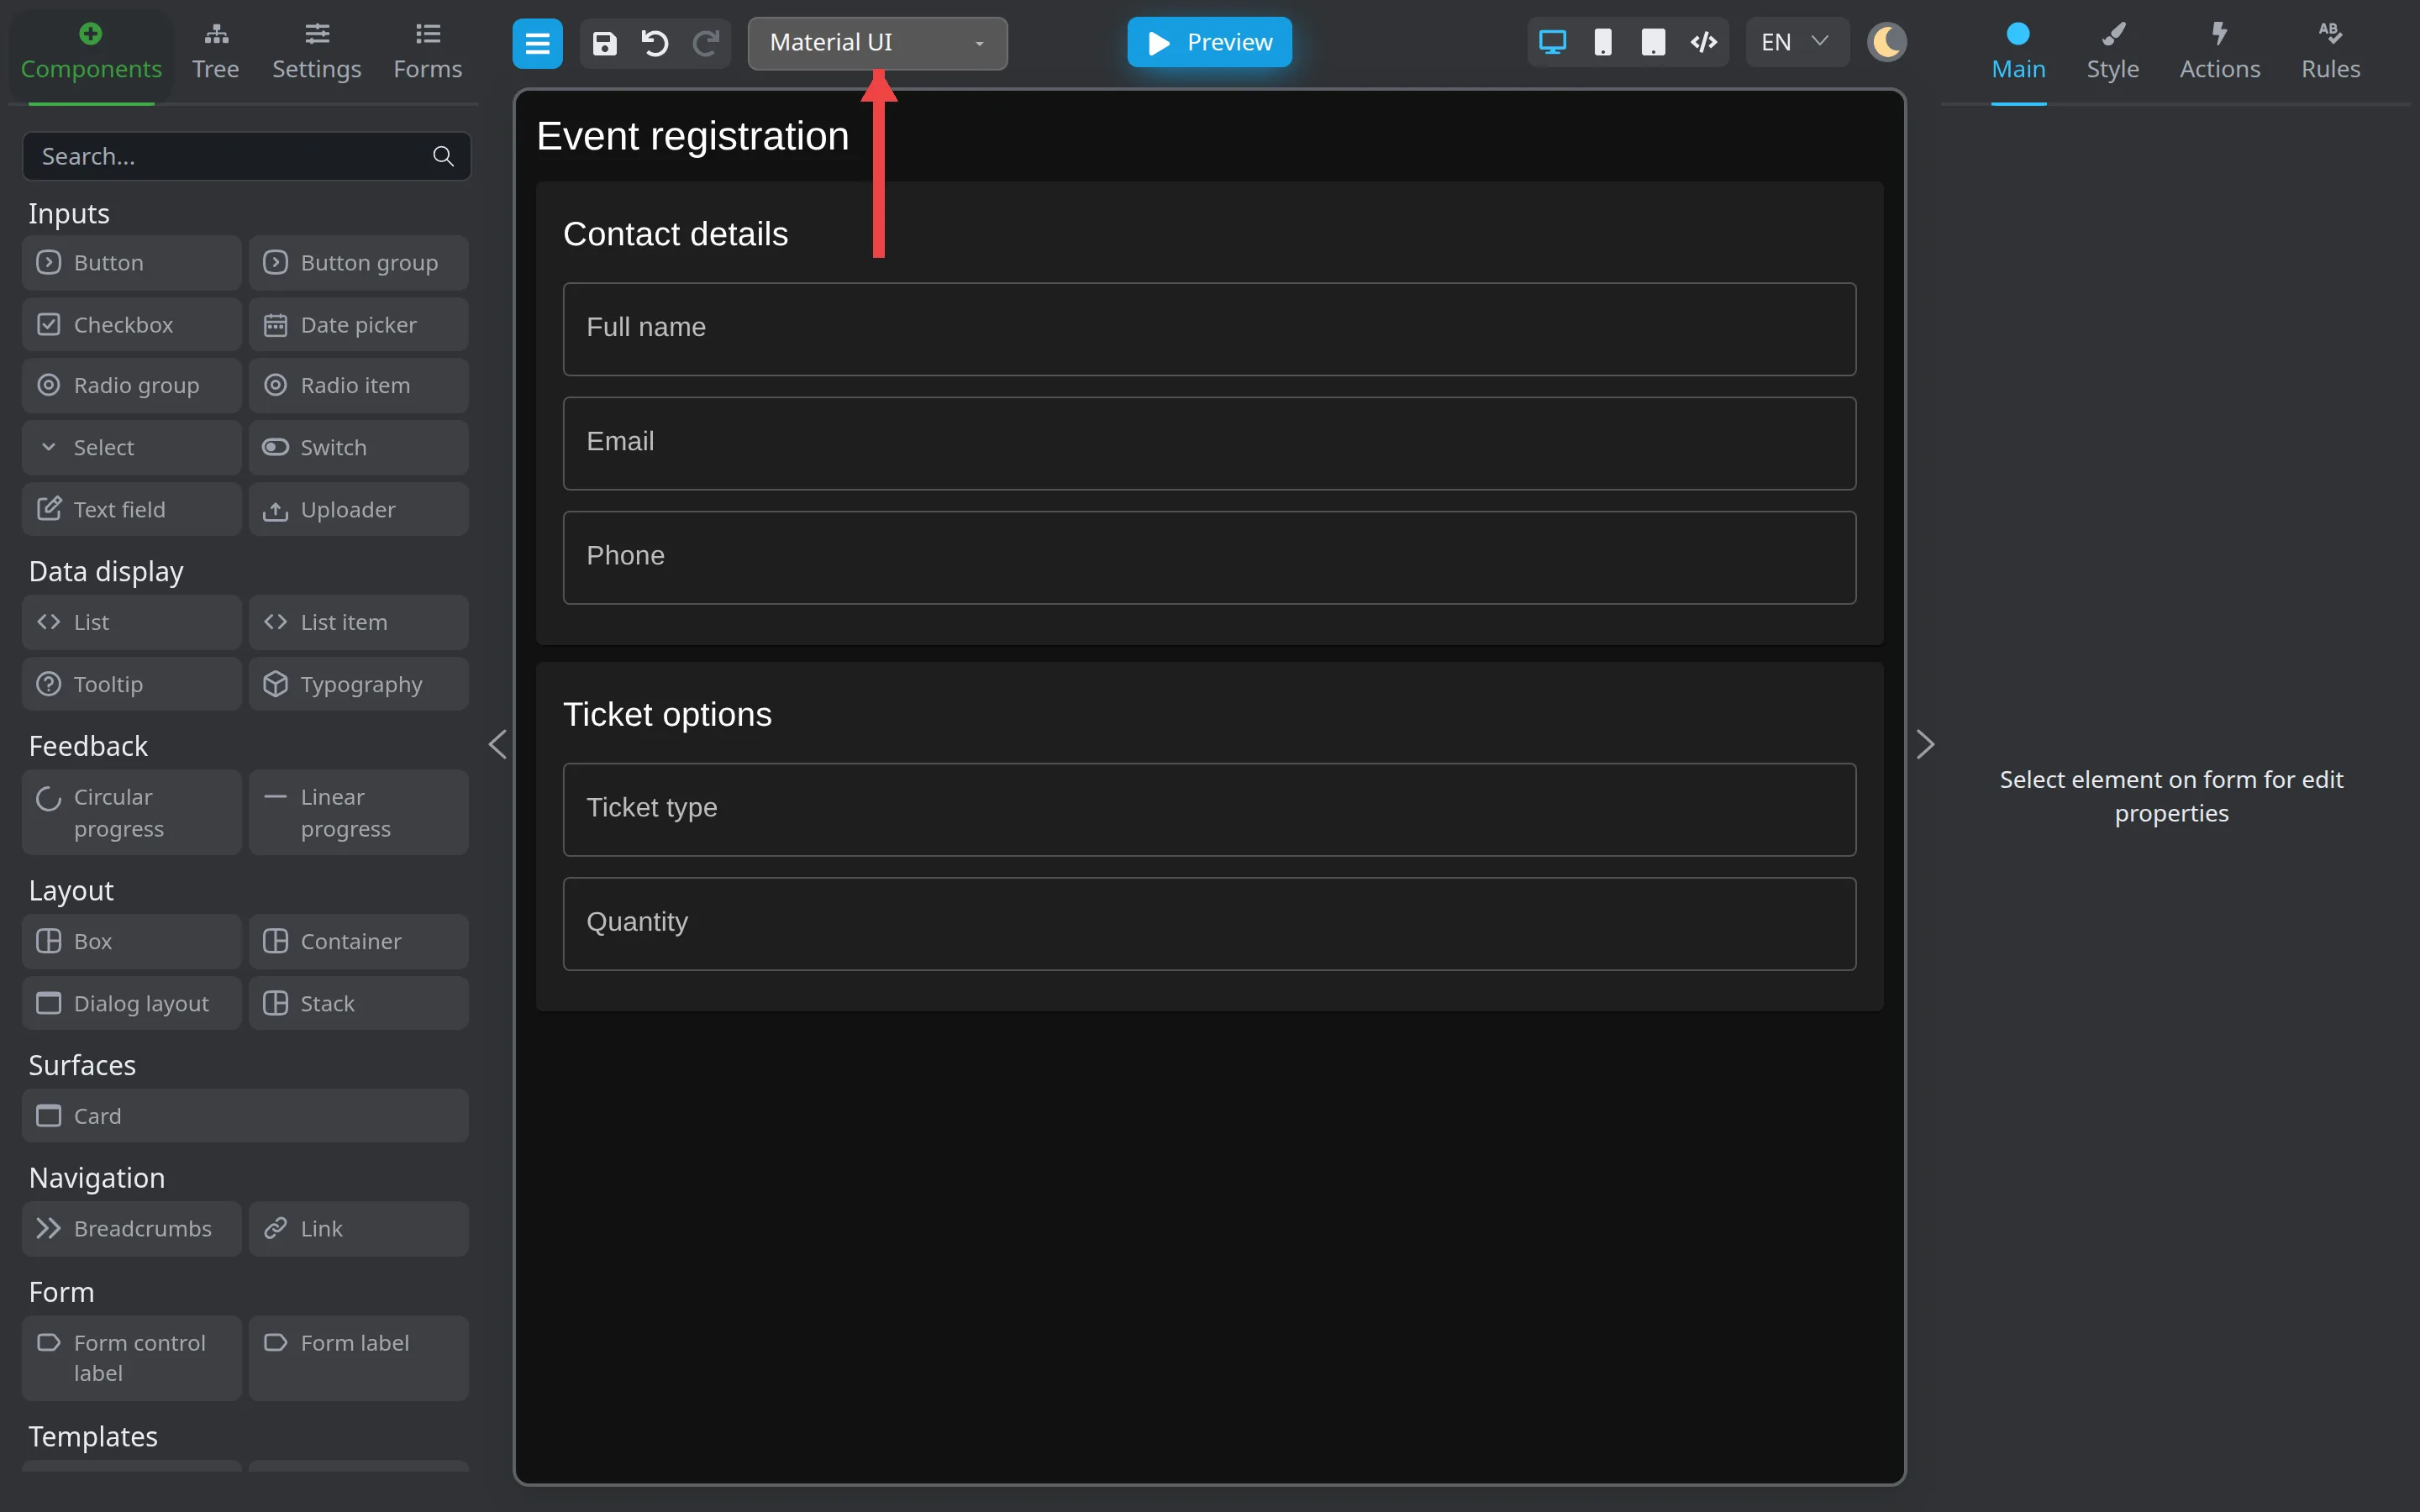 Components
Tree
Settings
Forms
Material UI
Preview
EN
Main
Style
Actions
AB
Rules
Search...
Inputs
Button
Button group
Checkbox
Date picker
Radio group
Radio item
Select
Switch
Text field
Uploader
Data display
List
List item
Tooltip
Typography
Feedback
Circular
progress
Linear
progress
Layout
Box
Container
Dialog layout
Stack
Surfaces
Card
Navigation
Breadcrumbs
Link
Form
Form control
label
Form label
Templates
Event registration
Contact details
Full name
Email
Phone
Ticket options
Ticket type
Quantity
Select element on form for edit
properties